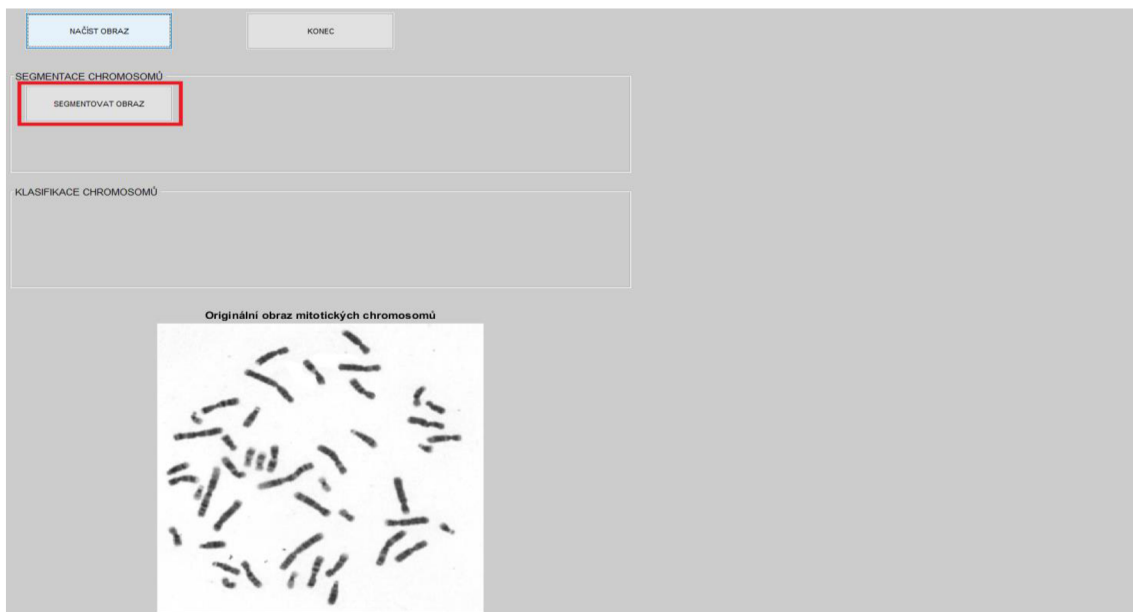 NAČÍST OBRAZ
KONEC
SEGMENTACE CHROMOSOMŮ
SEGMENTOVAT OBRAZ
KLASIFIKACE CHROMOSOMŮ
Originální obraz mitotických chromosomů